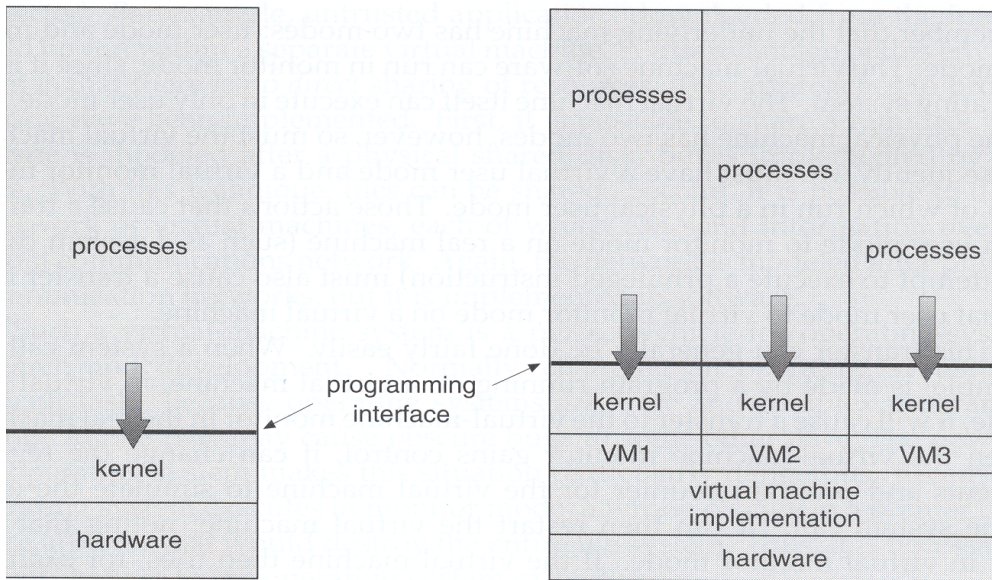 processes
kernel
hardware
programming
interface
processes
processes
processes
kernel
kernel
kernel
VM1
VM2
VM3
virtual machine
implementation
hardware